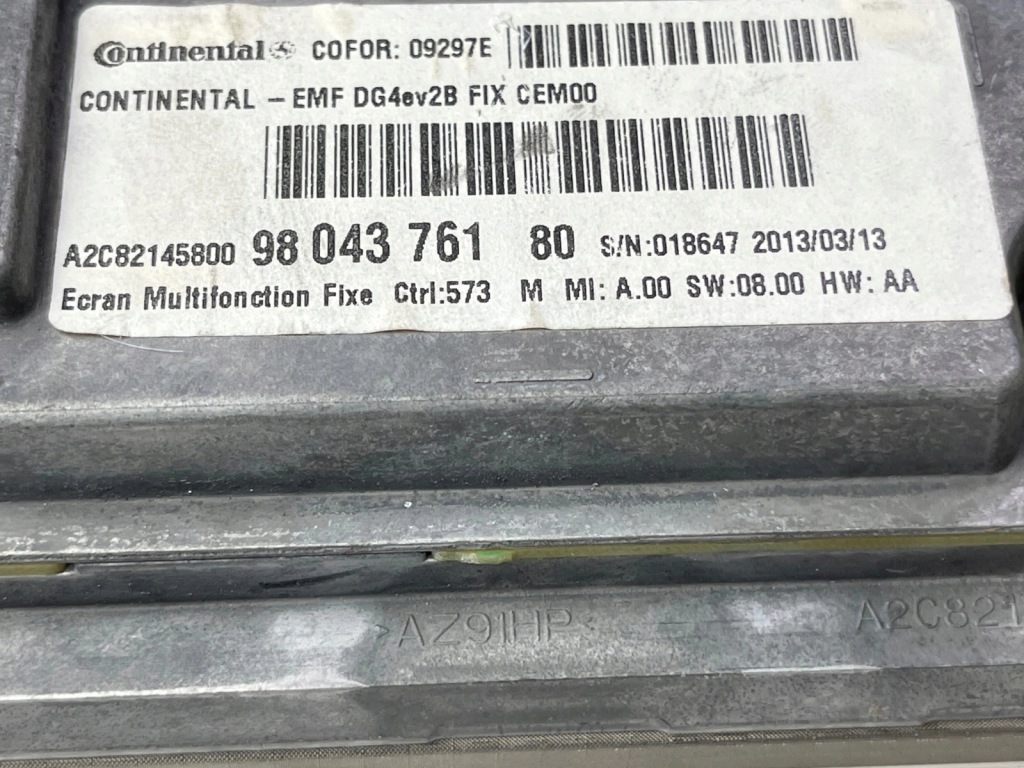 Continental COFOR: 09297E
CONTINENTAL - EMF DG4ev2B FIX CEM00
A2C82145800 98 043 761 80 S/N:018647 2013/03/13
Ecran Multifonction Fixe Ctrl:573 M MI: A.00 SW:08.00 HW: AA
>AZ91HP< A2C821